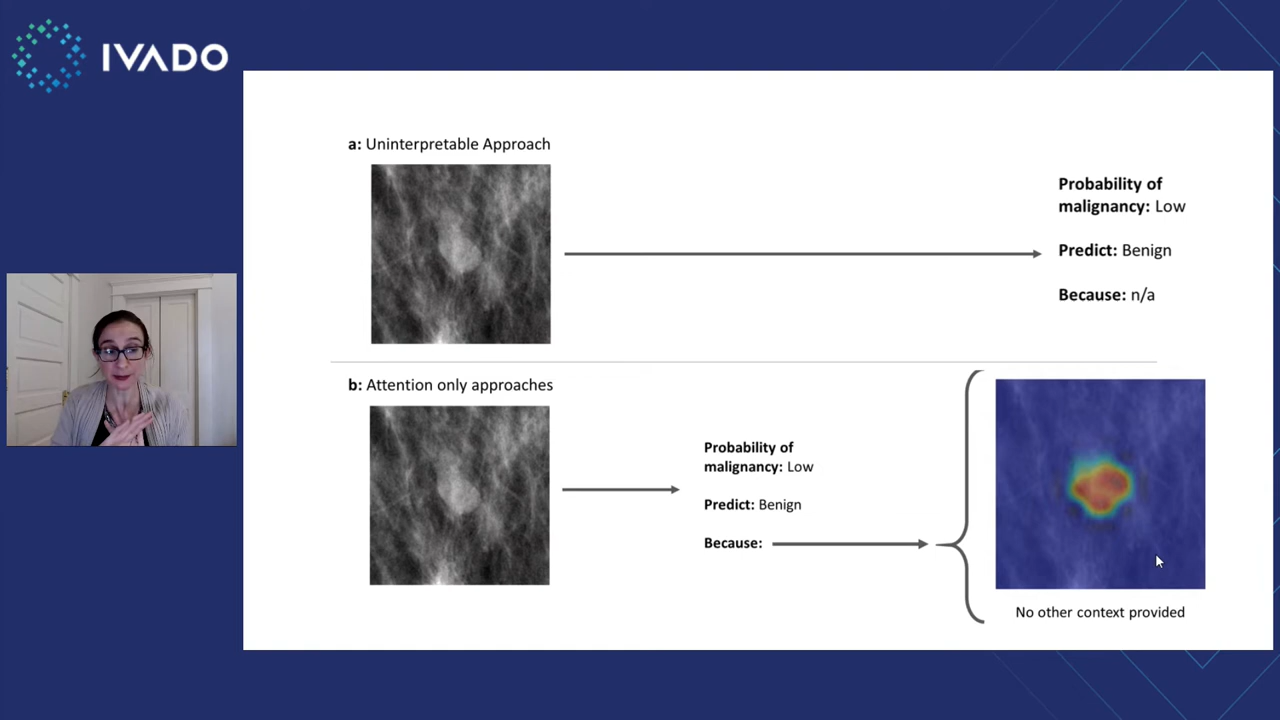 IVADO
a: Uninterpretable Approach
Probability of
malignancy: Low
Predict: Benign
Because: n/a
b: Attention only approaches
Probability of
malignancy: Low
Predict: Benign
Because:
No other context provided